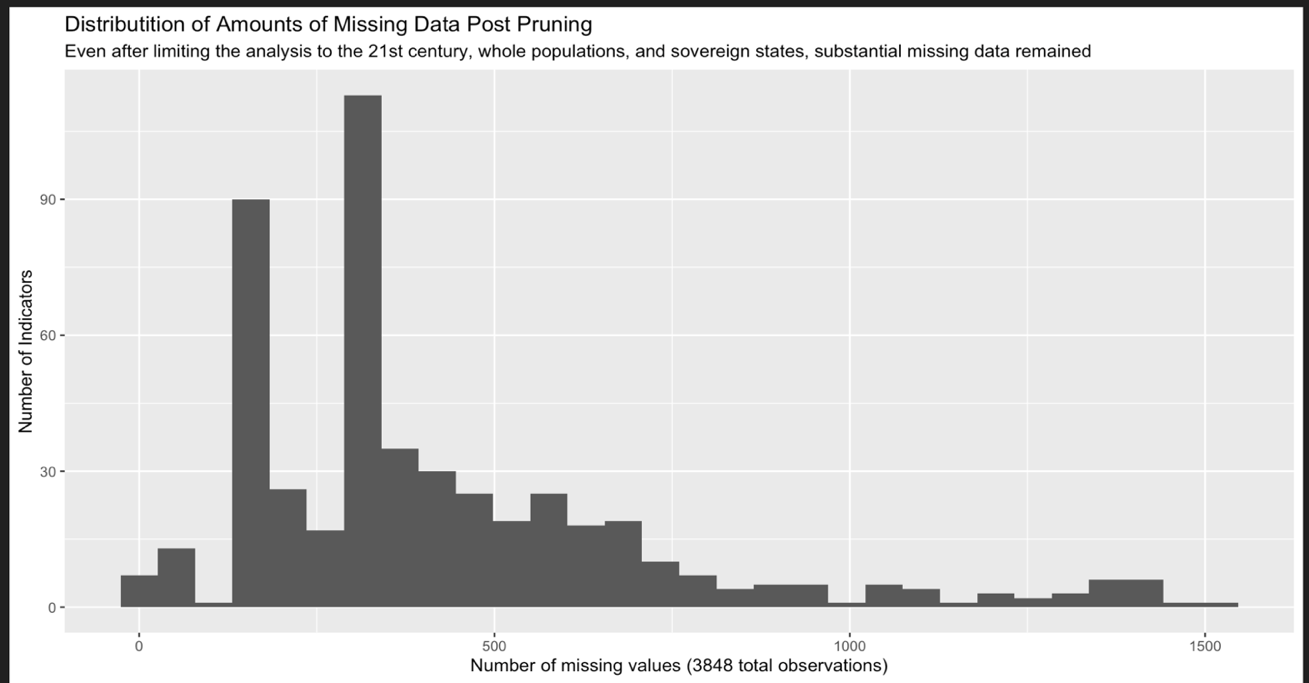 Distributition of Amounts of Missing Data Post Pruning
Even after limiting the analysis to the 21st century, whole populations, and sovereign states, substantial missing data remained
Number of Indicators
90
60
30
0
0
500
1000
1500
Number of missing values (3848 total observations)